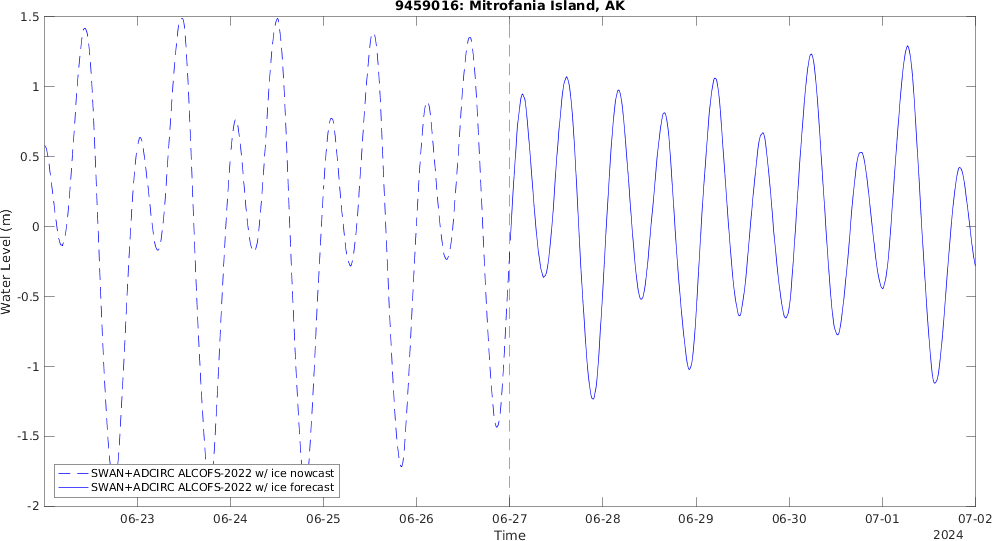 9459016: Mitrofania Island, AK
1.5
1
0.5
0
-0.5
-1
-1.5
-2
Water Level (m)
SWAN+ADCIRC ALCOFS-2022 w/ ice nowcast
SWAN+ADCIRC ALCOFS-2022 w/ ice forecast
06-23 06-24 06-25 06-26 06-27 06-28 06-29 06-30 07-01 07-02
Time
2024